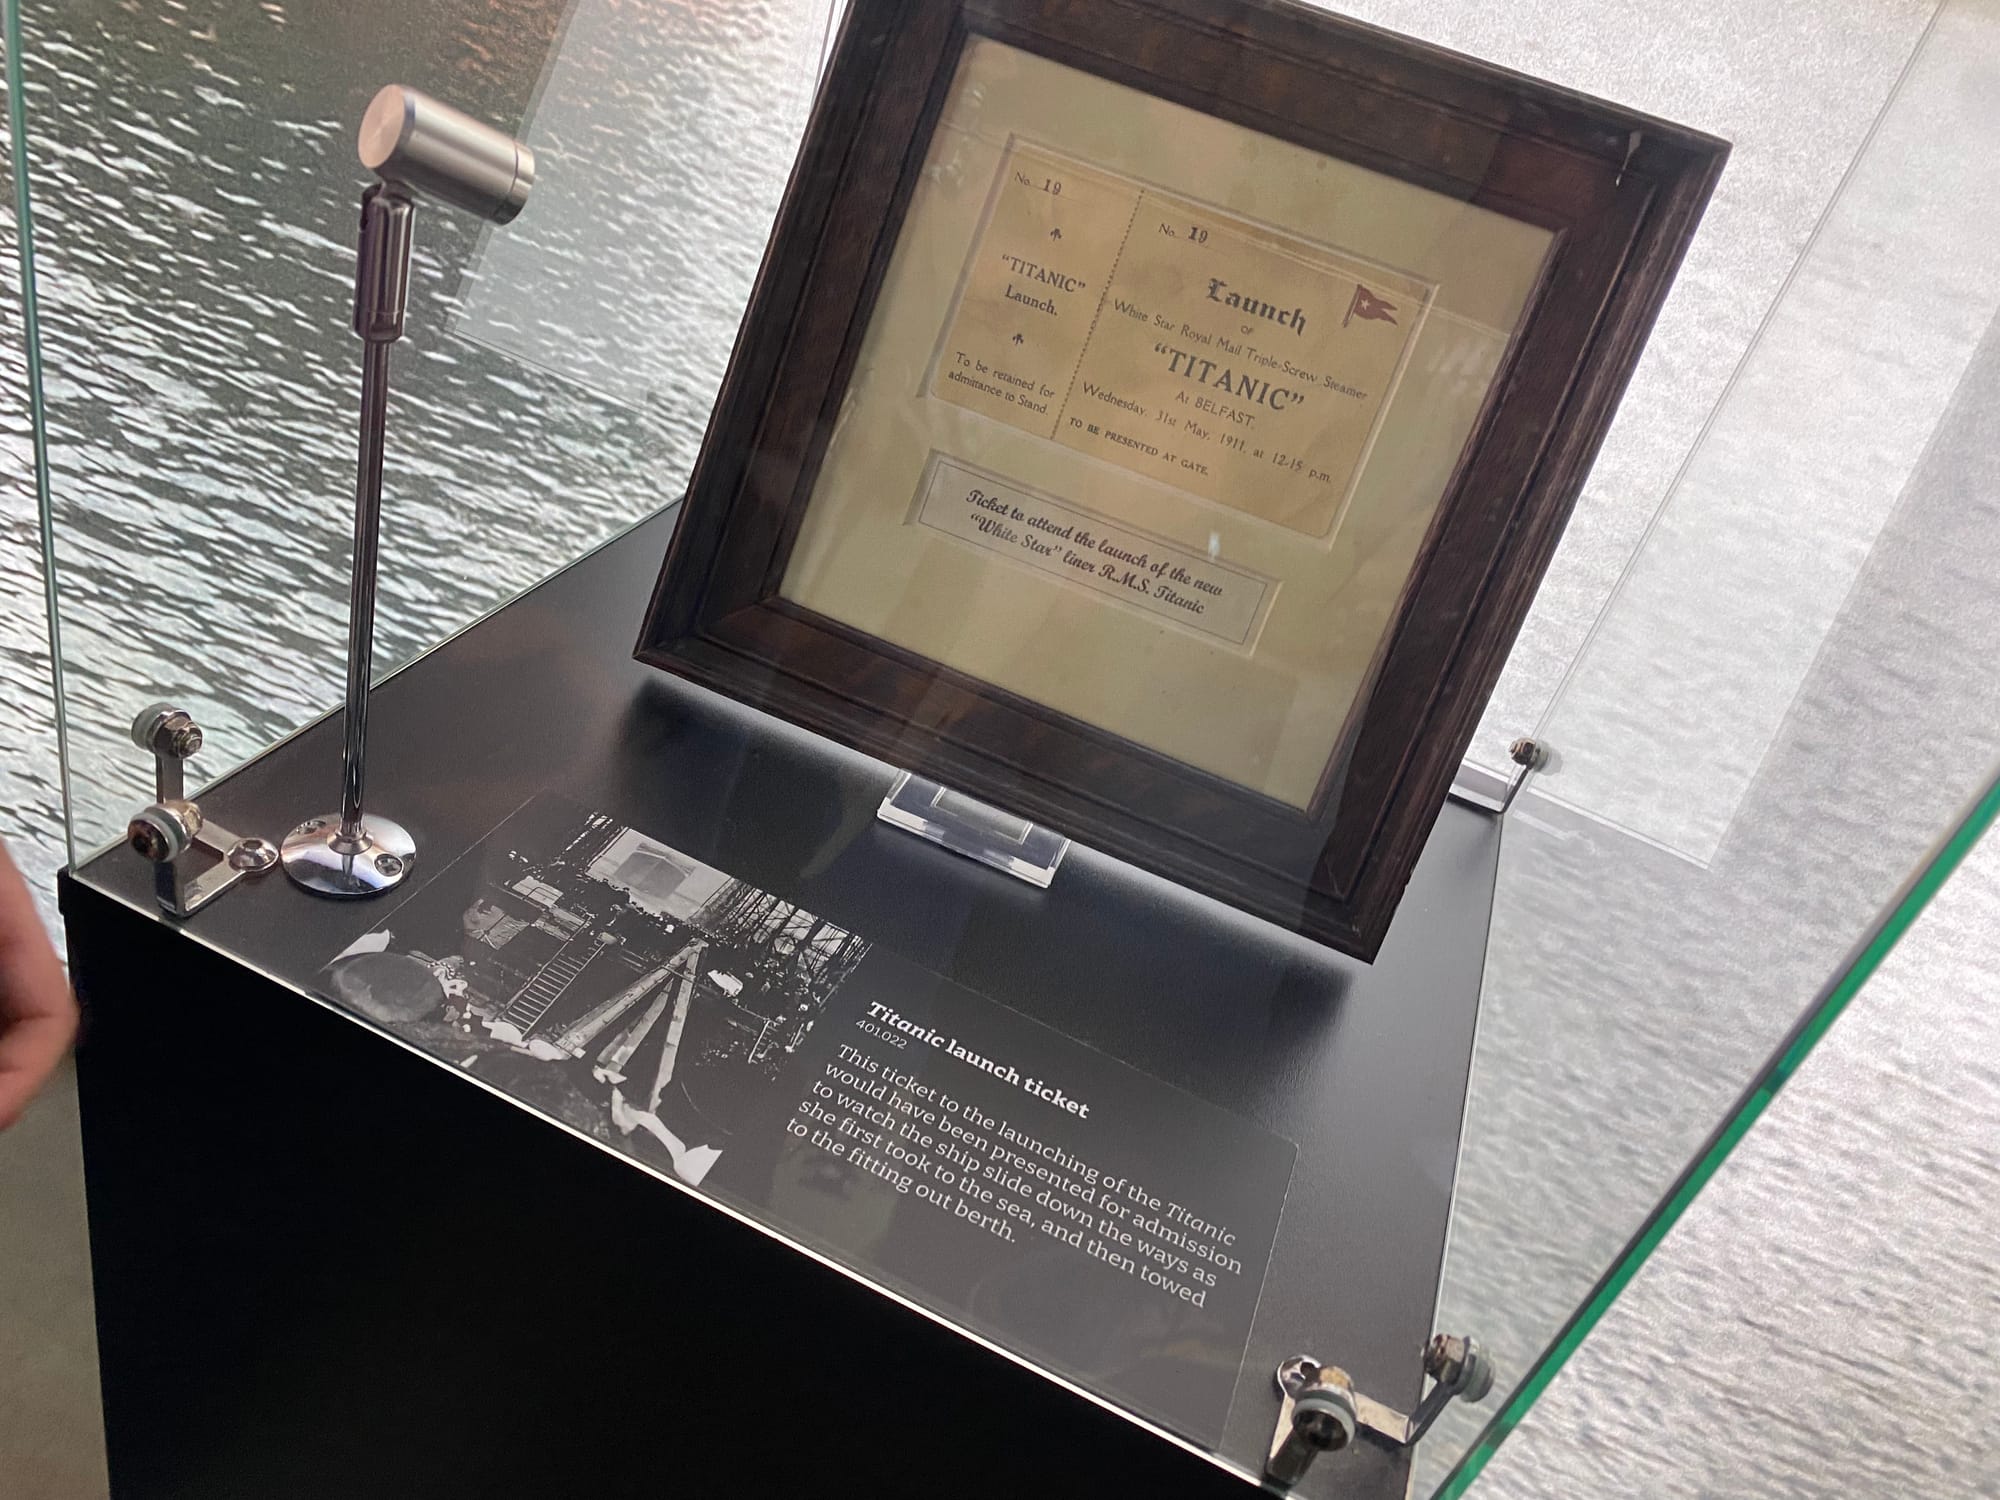 No. 19
"TITANIC"
Launch.
To be retained for
admittance to Stand.
No. 19
Launch
OF
White Star Royal Mail Triple-Screw Steamer
"TITANIC"
At BELFAST,
Wednesday, 31st May, 1911, at 12-15 p.m.
TO BE PRESENTED AT GATE.
Ticket to attend the launch of the new
"White Star" liner R.M.S. Titanic
Titanic launch ticket
401.022
This ticket to the launching of the Titanic
would have been presented for admission
to watch the ship slide down the ways as
she first took to the sea, and then towed
to the fitting out berth.